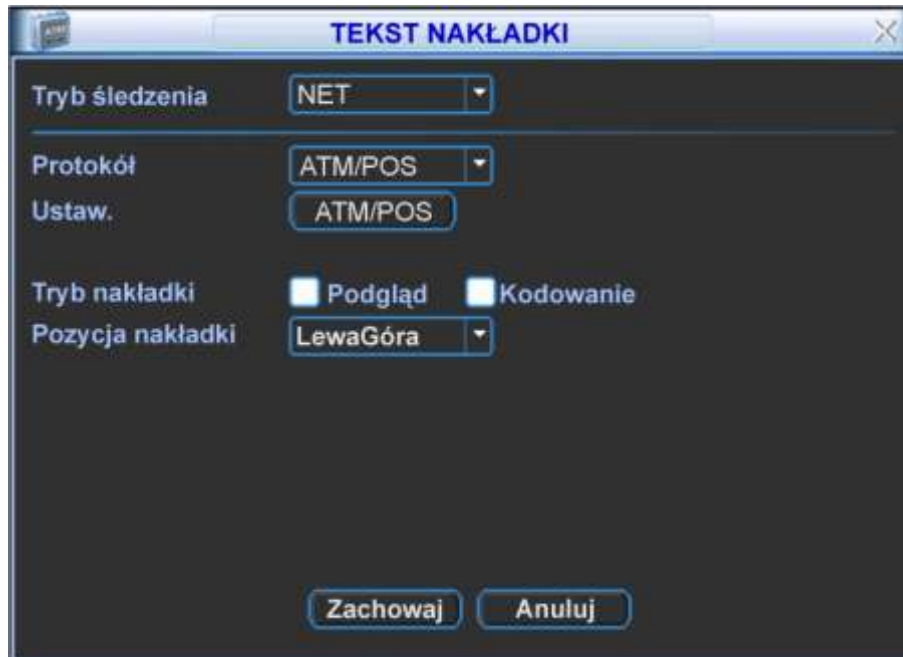 TEKST NAKŁADKI
Tryb śledzenia NET
Protokół ATM/POS
Ustaw. ATM/POS
Tryb nakładki Podgląd Kodowanie
Pozycja nakładki LewaGóra
Zachowaj Anuluj